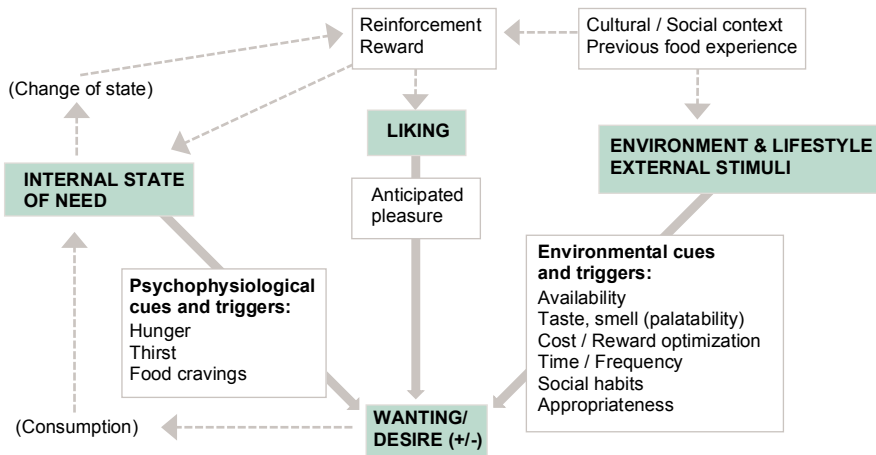 Reinforcement
Reward
Cultural / Social context
Previous food experience
(Change of state)
LIKING
ENVIRONMENT & LIFESTYLE
EXTERNAL STIMULI
INTERNAL STATE
OF NEED
Anticipated
pleasure
Psychophysiological
cues and triggers:
Hunger
Thirst
Food cravings
Environmental cues
and triggers:
Availability
Taste, smell (palatability)
Cost / Reward optimization
Time / Frequency
Social habits
Appropriateness
(Consumption)
WANTING/
DESIRE (+/-)